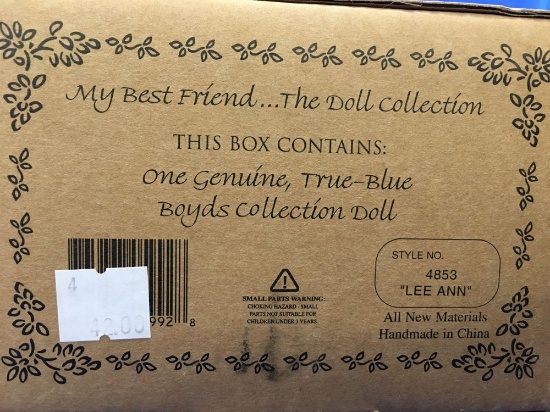 My Best Friend...The Doll Collection
THIS BOX CONTAINS:
One Genuine, True-Blue
Boyds Collection Doll
STYLE NO.
4853
"LEE ANN"
All New Materials
Handmade in China
SMALL PARTS WARNING:
CHOKING HAZARD - SMALL
PARTS NOT SUITABLE FOR
CHILDREN UNDER 3 YEARS
4
42.00
992 8